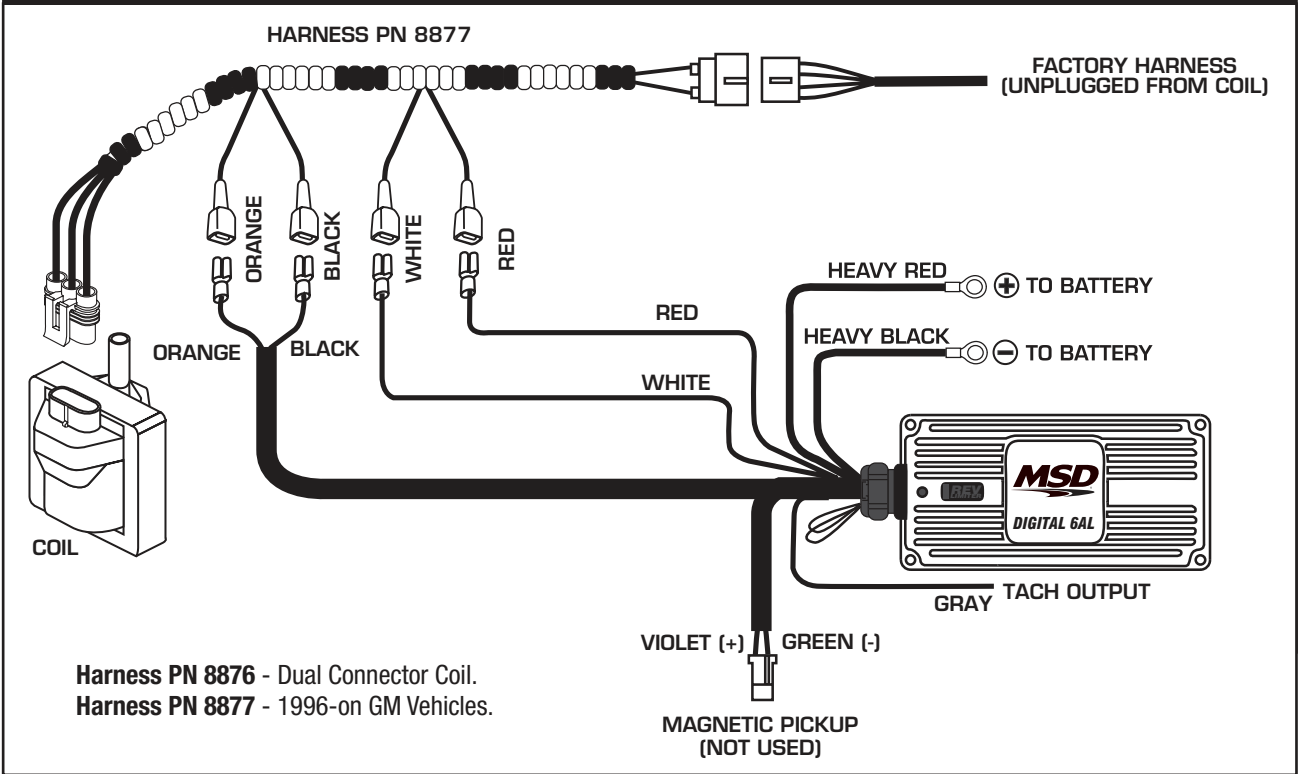 HARNESS PN 8877
FACTORY HARNESS
(UNPLUGGED FROM COIL)
ORANGE
BLACK
WHITE
RED
HEAVY RED
+ TO BATTERY
RED
HEAVY BLACK
- TO BATTERY
ORANGE
BLACK
WHITE
MSD
DIGITAL 6AL
REV
COIL
TACH OUTPUT
GRAY
VIOLET (+)
GREEN (-)
Harness PN 8876 - Dual Connector Coil.
Harness PN 8877 - 1996-on GM Vehicles.
MAGNETIC PICKUP
(NOT USED)